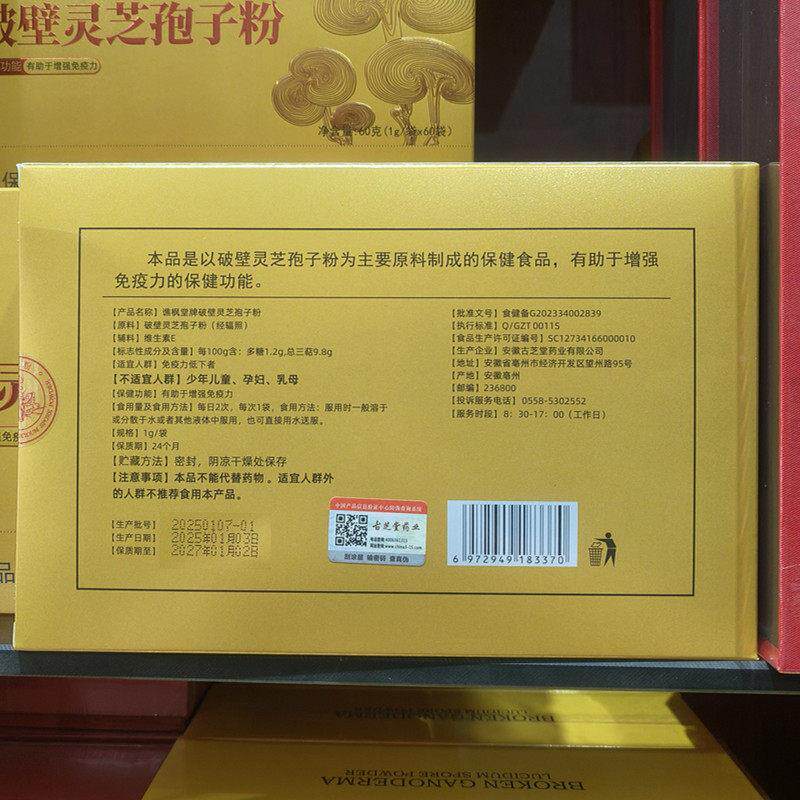 破壁灵芝孢子粉
功能 有助于增强免疫力
净含量:60克(1g/袋x60袋)
本品是以破壁灵芝孢子粉为主要原料制成的保健食品，有助于增强
免疫力的保健功能。
【产品名称】谯枫堂牌破壁灵芝孢子粉
【原料】破壁灵芝孢子粉（经辐照）
【辅料】维生素E
【标志性成分及含量】每100g含：多糖1.2g,总三萜9.8g
【适宜人群】免疫力低下者
【不适宜人群】少年儿童、孕妇、乳母
【保健功能】有助于增强免疫力
【食用量及食用方法】每日2次，每次1袋，食用方法：服用时一般溶于
或分散于水或者其他液体中服用，也可直接用水送服。
【规格】1g/袋
【保质期】24个月
【贮藏方法】密封，阴凉干燥处保存
【注意事项】本品不能代替药物。适宜人群外
的人群不推荐食用本产品。
【生产批号】 20250107-01
【生产日期】 2025年01月03日
【保质期至】 2027年01月02日
【批准文号】食健备G202334002839
【执行标准】Q/GZT 0011S
【食品生产许可证编号】SC12734166000010
【生产企业】安徽古芝堂药业有限公司
【地址】安徽省亳州市经济开发区望州路95号
【产地】安徽亳州
【邮编】236800
【投诉服务电话】0558-5302552
【服务时段】8：30-17：00（工作日）
古芝堂药业
刮涂层 输密码 查真伪
6 972949 183370
BROKEN GANODERMA
LUCIDUM SPORE POWDER
BROKEN GANODERMA